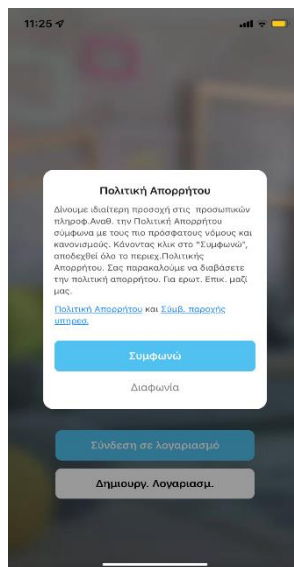 11:25
Πολιτική Απορρήτου
Δίνουμε ιδιαίτερη προσοχή στις προσωπικών
πληροφ.Αναθ. την Πολιτική Απορρήτου
σύμφωνα με τους πιο πρόσφατους νόμους και
κανονισμούς. Κάνοντας κλικ στο "Συμφωνώ",
αποδεχθεί όλο το περιεχ.Πολιτικής
Απορρήτου. Σας παρακαλούμε να διαβάσετε
την πολιτική απορρήτου. Για ερωτ. Επικ. μαζί
μας.
Πολιτική Απορρήτου και Σύμβ. παροχής
υπηρεσ.
Συμφωνώ
Διαφωνία
Σύνδεση σε λογαριασμό
Δημιουργ. Λογαριασμ.